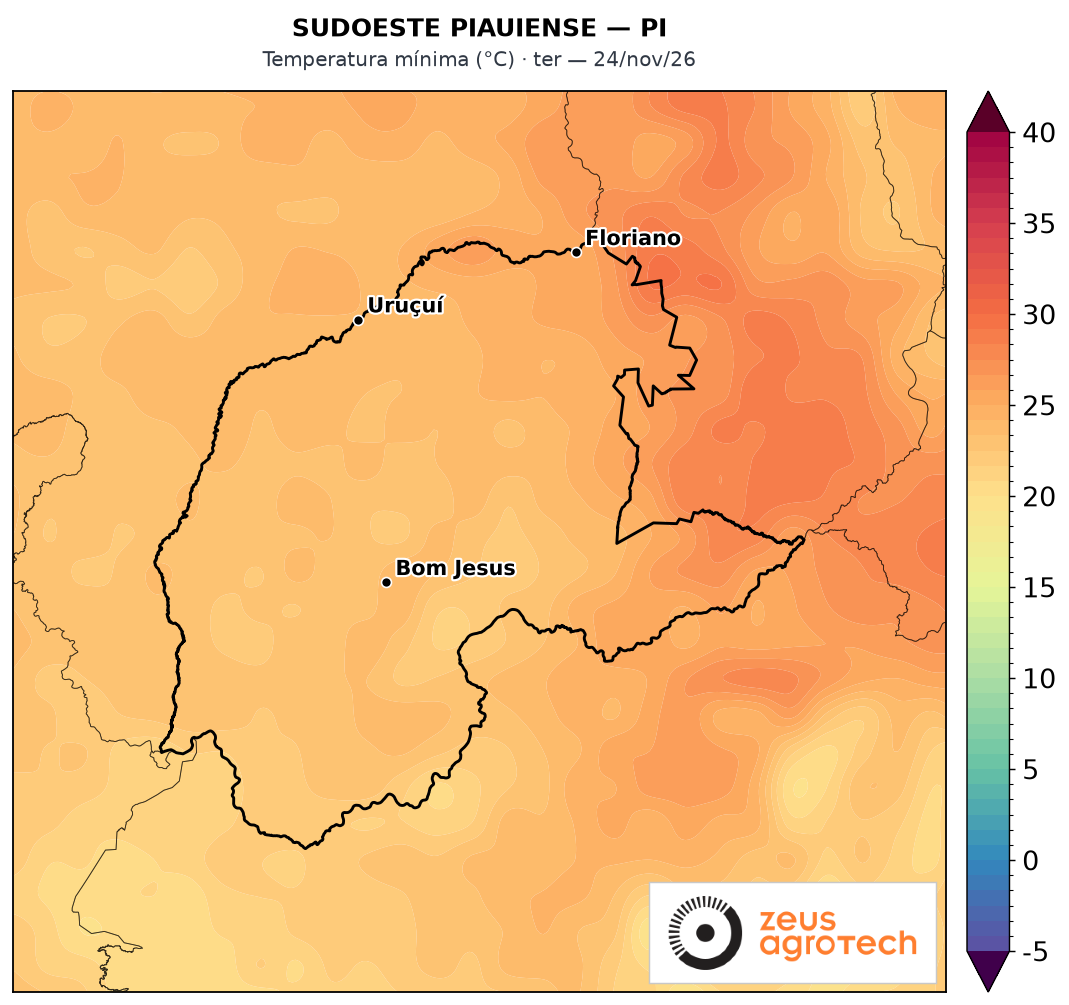 SUDOESTE PIAUIENSE — PI
Temperatura mínima (°C) · ter — 24/nov/26
Floriano
Uruçuí
Bom Jesus
40
35
30
25
20
15
10
5
0
-5
zeus
agrotech